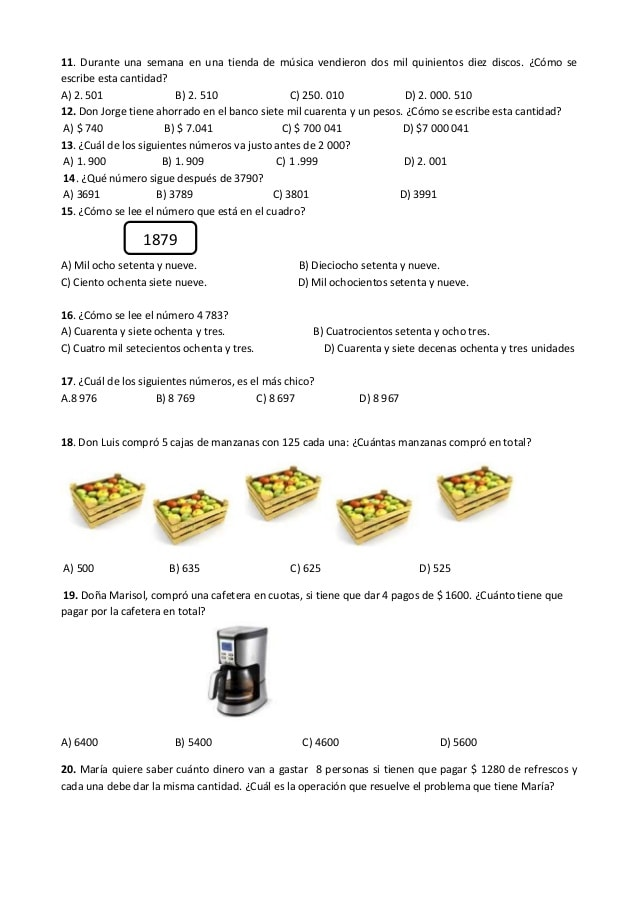 11. Durante una semana en una tienda de música vendieron dos mil quinientos diez discos. ¿Cómo se
escribe esta cantidad?
A) 2. 501 B) 2. 510 C) 250. 010 D) 2. 000. 510
12. Don Jorge tiene ahorrado en el banco siete mil cuarenta y un pesos. ¿Cómo se escribe esta cantidad?
A) $ 740 B) $ 7.041 C) $ 700 041 D) $7 000 041
13. ¿Cuál de los siguientes números va justo antes de 2 000?
A) 1. 900 B) 1. 909 C) 1 .999 D) 2. 001
14. ¿Qué número sigue después de 3790?
A) 3691 B) 3789 C) 3801 D) 3991
15. ¿Cómo se lee el número que está en el cuadro?
1879
A) Mil ocho setenta y nueve. B) Dieciocho setenta y nueve.
C) Ciento ochenta siete nueve. D) Mil ochocientos setenta y nueve.
16. ¿Cómo se lee el número 4 783?
A) Cuarenta y siete ochenta y tres. B) Cuatrocientos setenta y ocho tres.
C) Cuatro mil setecientos ochenta y tres. D) Cuarenta y siete decenas ochenta y tres unidades
17. ¿Cuál de los siguientes números, es el más chico?
A.8 976 B) 8 769 C) 8 697 D) 8 967
18. Don Luis compró 5 cajas de manzanas con 125 cada una: ¿Cuántas manzanas compró en total?
A) 500 B) 635 C) 625 D) 525
19. Doña Marisol, compró una cafetera en cuotas, si tiene que dar 4 pagos de $ 1600. ¿Cuánto tiene que
pagar por la cafetera en total?
A) 6400 B) 5400 C) 4600 D) 5600
20. María quiere saber cuánto dinero van a gastar 8 personas si tienen que pagar $ 1280 de refrescos y
cada una debe dar la misma cantidad. ¿Cuál es la operación que resuelve el problema que tiene María?